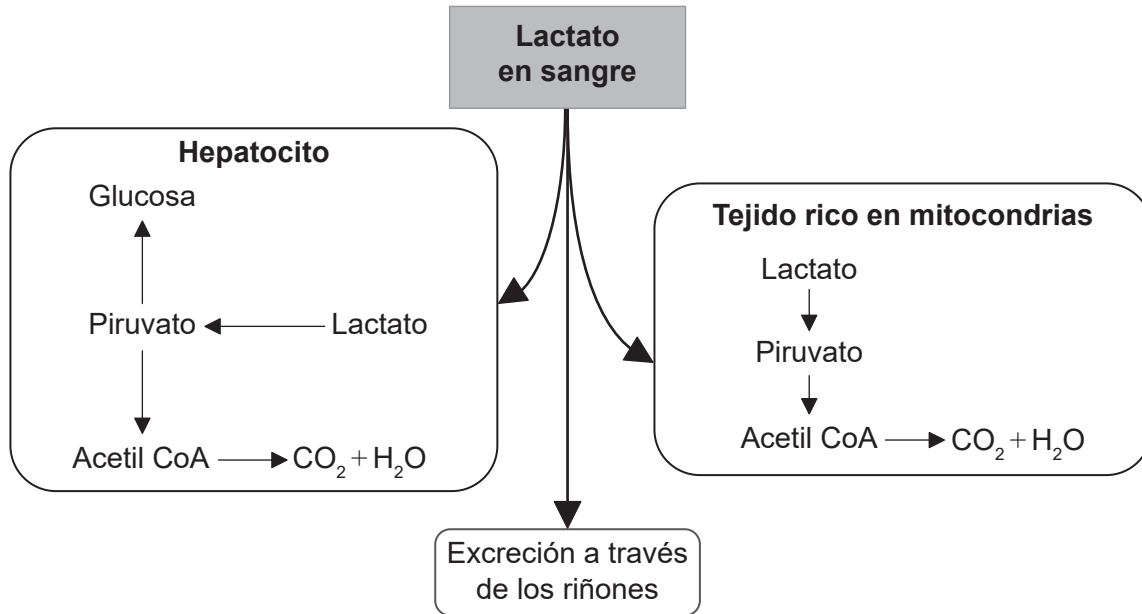 Lactato
en sangre
Hepatocito
Glucosa
Piruvato
Lactato
Acetil CoA
CO₂ + H₂O
Tejido rico en mitocondrias
Lactato
Piruvato
Acetil CoA
CO₂ + H₂O
Excreción a través
de los riñones